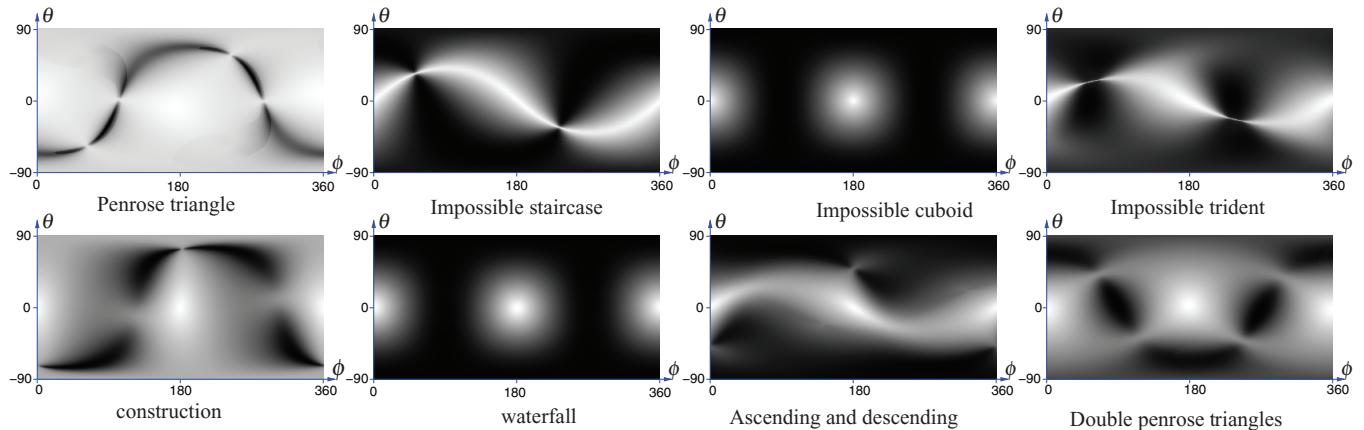 θ θ θ θ
90 90 90 90
0 0 0 0
−90 −90 −90 −90
0 180 360 ϕ 0 180 360 ϕ 0 180 360 ϕ 0 180 360 ϕ
Penrose triangle Impossible staircase Impossible cuboid Impossible trident
θ θ θ θ
90 90 90 90
0 0 0 0
−90 −90 −90 −90
0 180 360 ϕ 0 180 360 ϕ 0 180 360 ϕ 0 180 360 ϕ
construction waterfall Ascending and descending Double penrose triangles